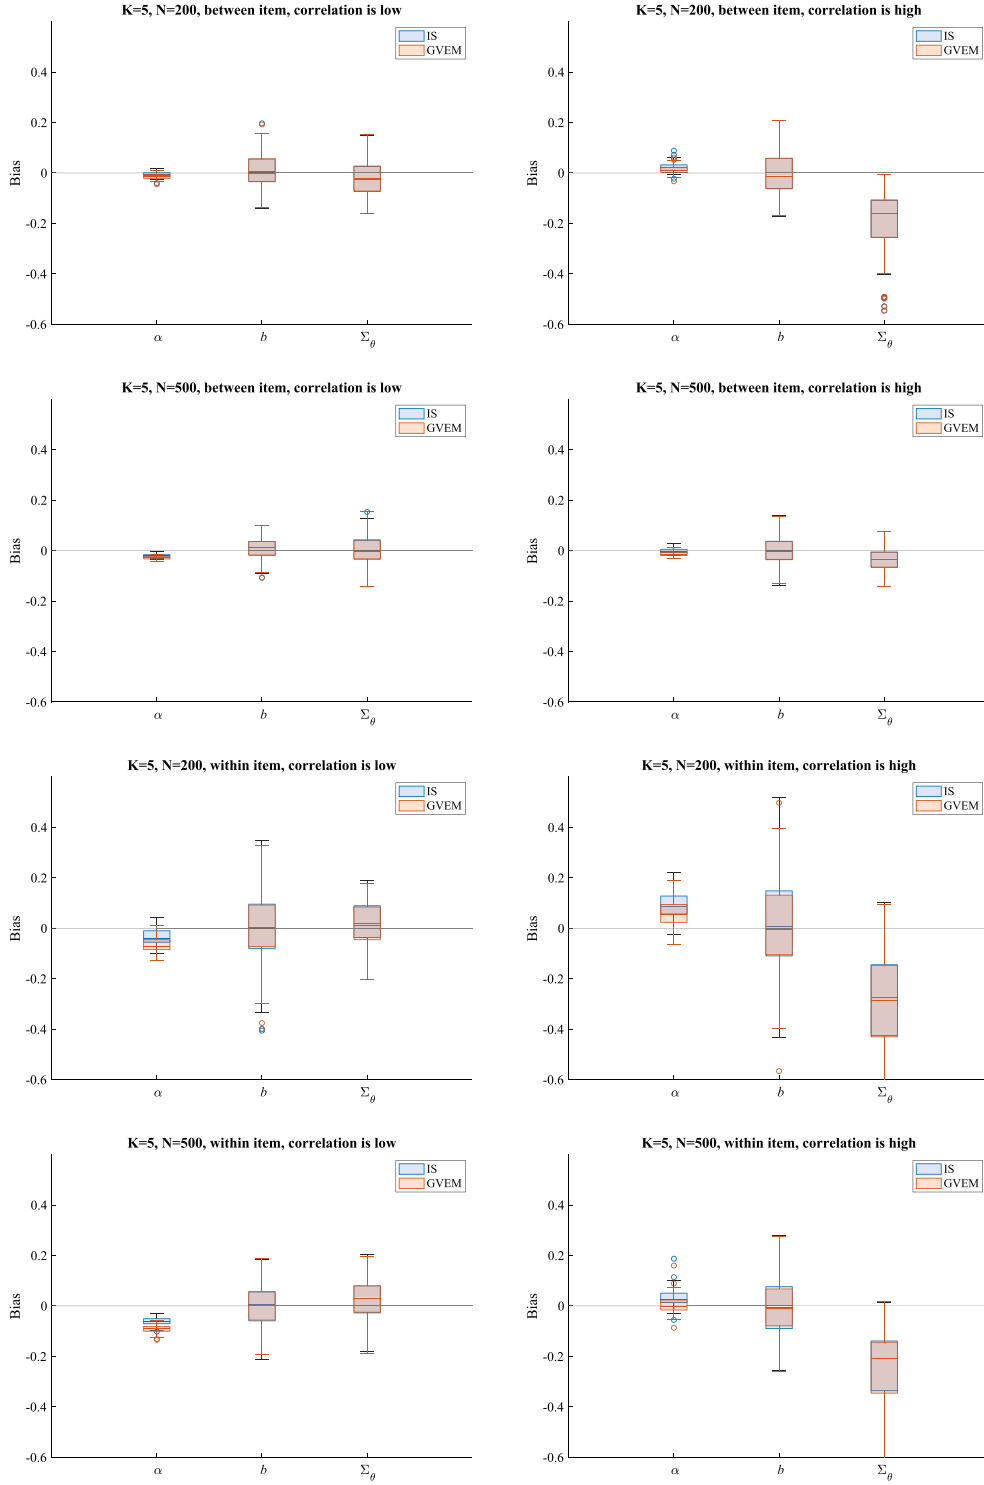 K=5, N=200, between item, correlation is low
IS
GVEM
0.4
0.2
0
-0.2
-0.4
-0.6
Bias
α
b
Σθ
K=5, N=200, between item, correlation is high
IS
GVEM
0.4
0.2
0
-0.2
-0.4
-0.6
Bias
α
b
Σθ
K=5, N=500, between item, correlation is low
IS
GVEM
0.4
0.2
0
-0.2
-0.4
-0.6
Bias
α
b
Σθ
K=5, N=500, between item, correlation is high
IS
GVEM
0.4
0.2
0
-0.2
-0.4
-0.6
Bias
α
b
Σθ
K=5, N=200, within item, correlation is low
IS
GVEM
0.4
0.2
0
-0.2
-0.4
-0.6
Bias
α
b
Σθ
K=5, N=200, within item, correlation is high
IS
GVEM
0.4
0.2
0
-0.2
-0.4
-0.6
Bias
α
b
Σθ
K=5, N=500, within item, correlation is low
IS
GVEM
0.4
0.2
0
-0.2
-0.4
-0.6
Bias
α
b
Σθ
K=5, N=500, within item, correlation is high
IS
GVEM
0.4
0.2
0
-0.2
-0.4
-0.6
Bias
α
b
Σθ